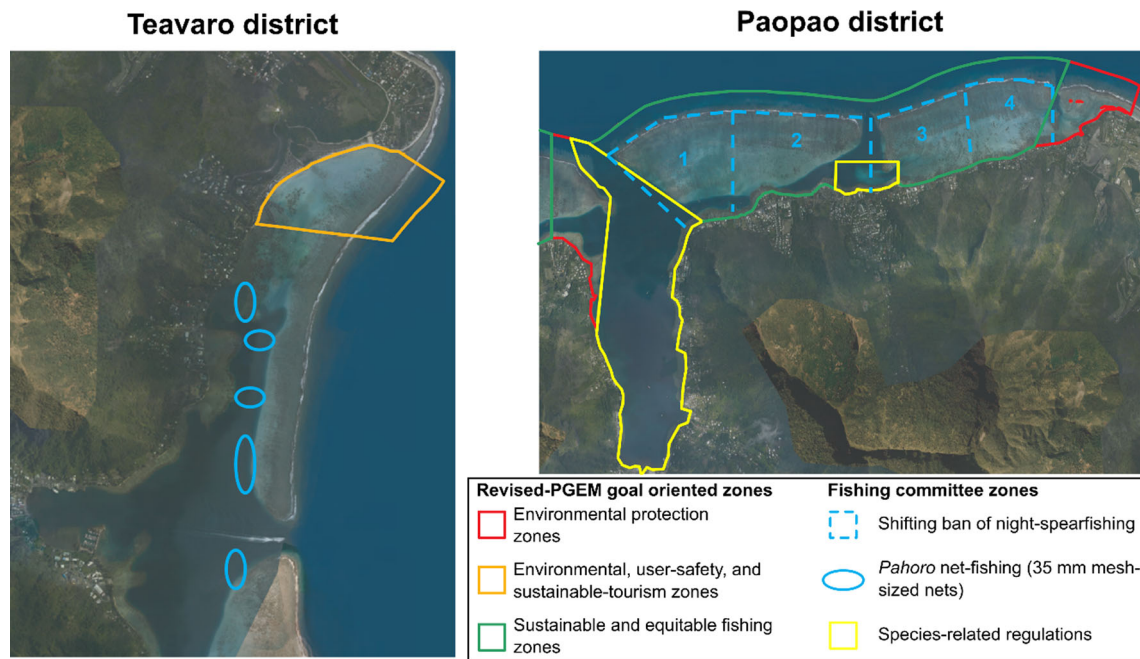 Teavaro district
Paopao district
1
2
3
4
Revised-PGEM goal oriented zones
Environmental protection
zones
Environmental, user-safety, and
sustainable-tourism zones
Sustainable and equitable fishing
zones
Fishing committee zones
Shifting ban of night-spearfishing
Pahoro net-fishing (35 mm mesh-
sized nets)
Species-related regulations